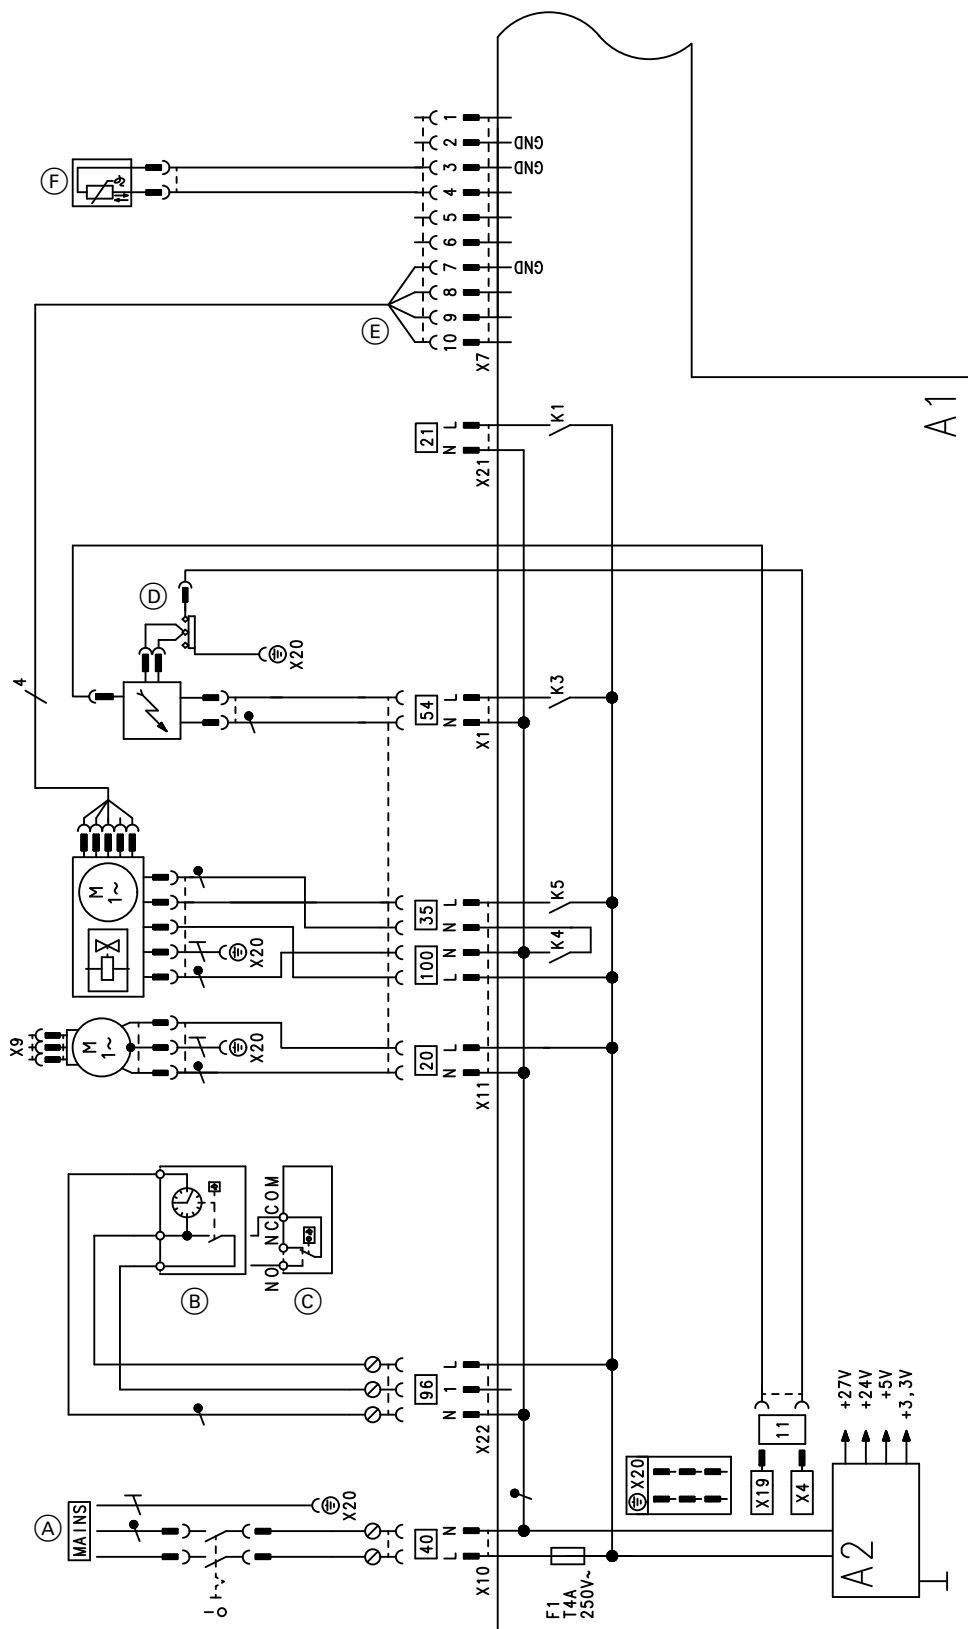 A
MAINS
X20
I
O
40
L
N
X10
F1
T4A
250V~
A2
+27V
+24V
+5V
+3,3V
X20
X19
X4
11
B
C
NO
NC
COM
96
N
1
L
X22
X9
M
1~
X20
20
N
L
X11
M
1~
X20
100
L
N
35
N
L
K4
K5
4
D
X20
54
N
L
X1
K3
21
N
L
X21
K1
E
F
10
9
8
7
6
5
4
3
2
1
X7
GND
GND
GND
A1